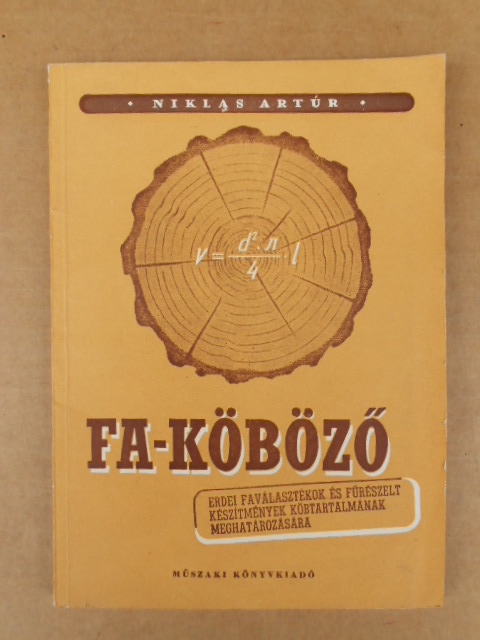 • NIKLAS ARTÚR •
V = d². π / 4 · l
FA-KÖBÖZŐ
ERDEI FAVÁLASZTÉKOK ÉS FŰRÉSZELT
KÉSZÍTMÉNYEK KÖBTARTALMÁNAK
MEGHATÁROZÁSÁRA
MŰSZAKI KÖNYVKIADÓ